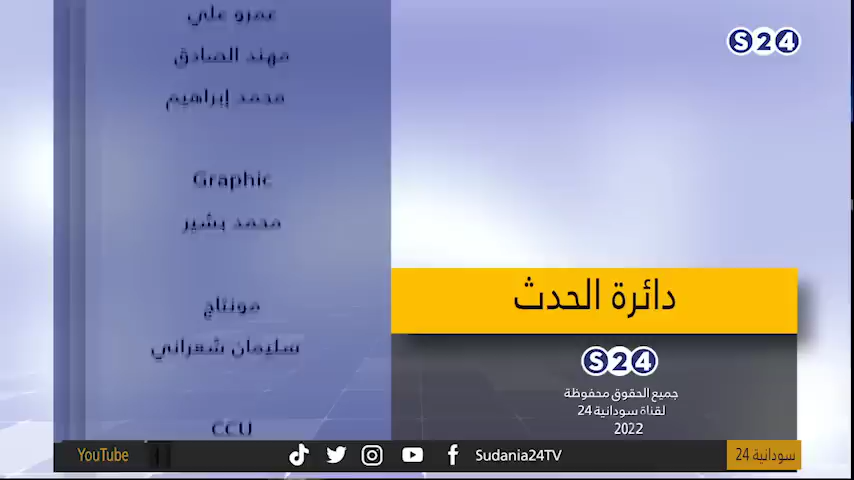 S24
عمرو علي
مهند الصادق
محمد إبراهيم
Graphic
محمد بشير
مونتاج
سليمان شعراني
CCU
دائرة الحدث
S24
جميع الحقوق محفوظة
لقناة سودانية 24
2022
YouTube
Sudania24TV
سودانية 24